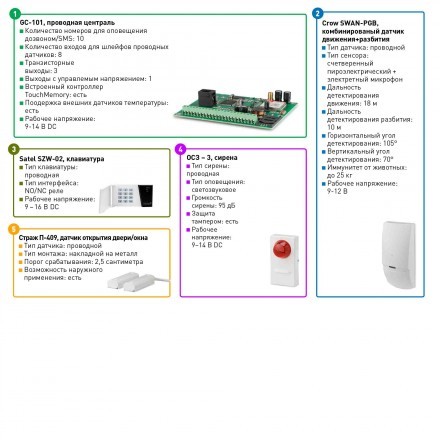 1
GC-101, проводная централь
■ Количество номеров для оповещения
дозвоном/SMS: 10
■ Количество входов для шлейфов проводных
датчиков: 8
■ Транзисторные
выходы: 3
■ Выходы с управлаемым напряжением: 1
■ Встроенный контроллер
TouchMemory: есть
■ Поддержка внешних датчиков температуры:
есть
■ Рабочее напряжение:
9–14 В DC
2
Crow SWAN-PGB,
комбинированый датчик
движения+разбития
■ Тип датчика: проводной
■ Тип сенсора:
счетверенный
пироэлектрический +
электретный микрофон
■ Дальность
детектирования
движения: 18 м
■ Дальность
детектирования разбития:
10 м
■ Горизонтальный угол
детектирования: 105°
■ Вертикальный угол
детектирования: 70°
■ Иммунитет от животных:
до 25 кг
■ Рабочее напряжение:
9–12 В
3
Satel SZW-02, клавиатура
■ Тип клавиатуры:
проводная
■ Тип интерфейса:
NO/NC реле
■ Рабочее напряжение:
9 – 16 В DC
4
ОСЗ – 3, сирена
■ Тип сирены:
проводная
■ Тип оповещения:
светозвуковое
■ Громкость
сирены: 95 дБ
■ Защита
тампером: есть
■ Рабочее
напряжение:
9–14 В DC
5
Страж П-409, датчик открытия двери/окна
■ Тип датчика: проводной
■ Тип монтажа: накладной на металл
■ Порог срабатывания: 2,5 сантиметра
■ Возможность наружного
применения: есть